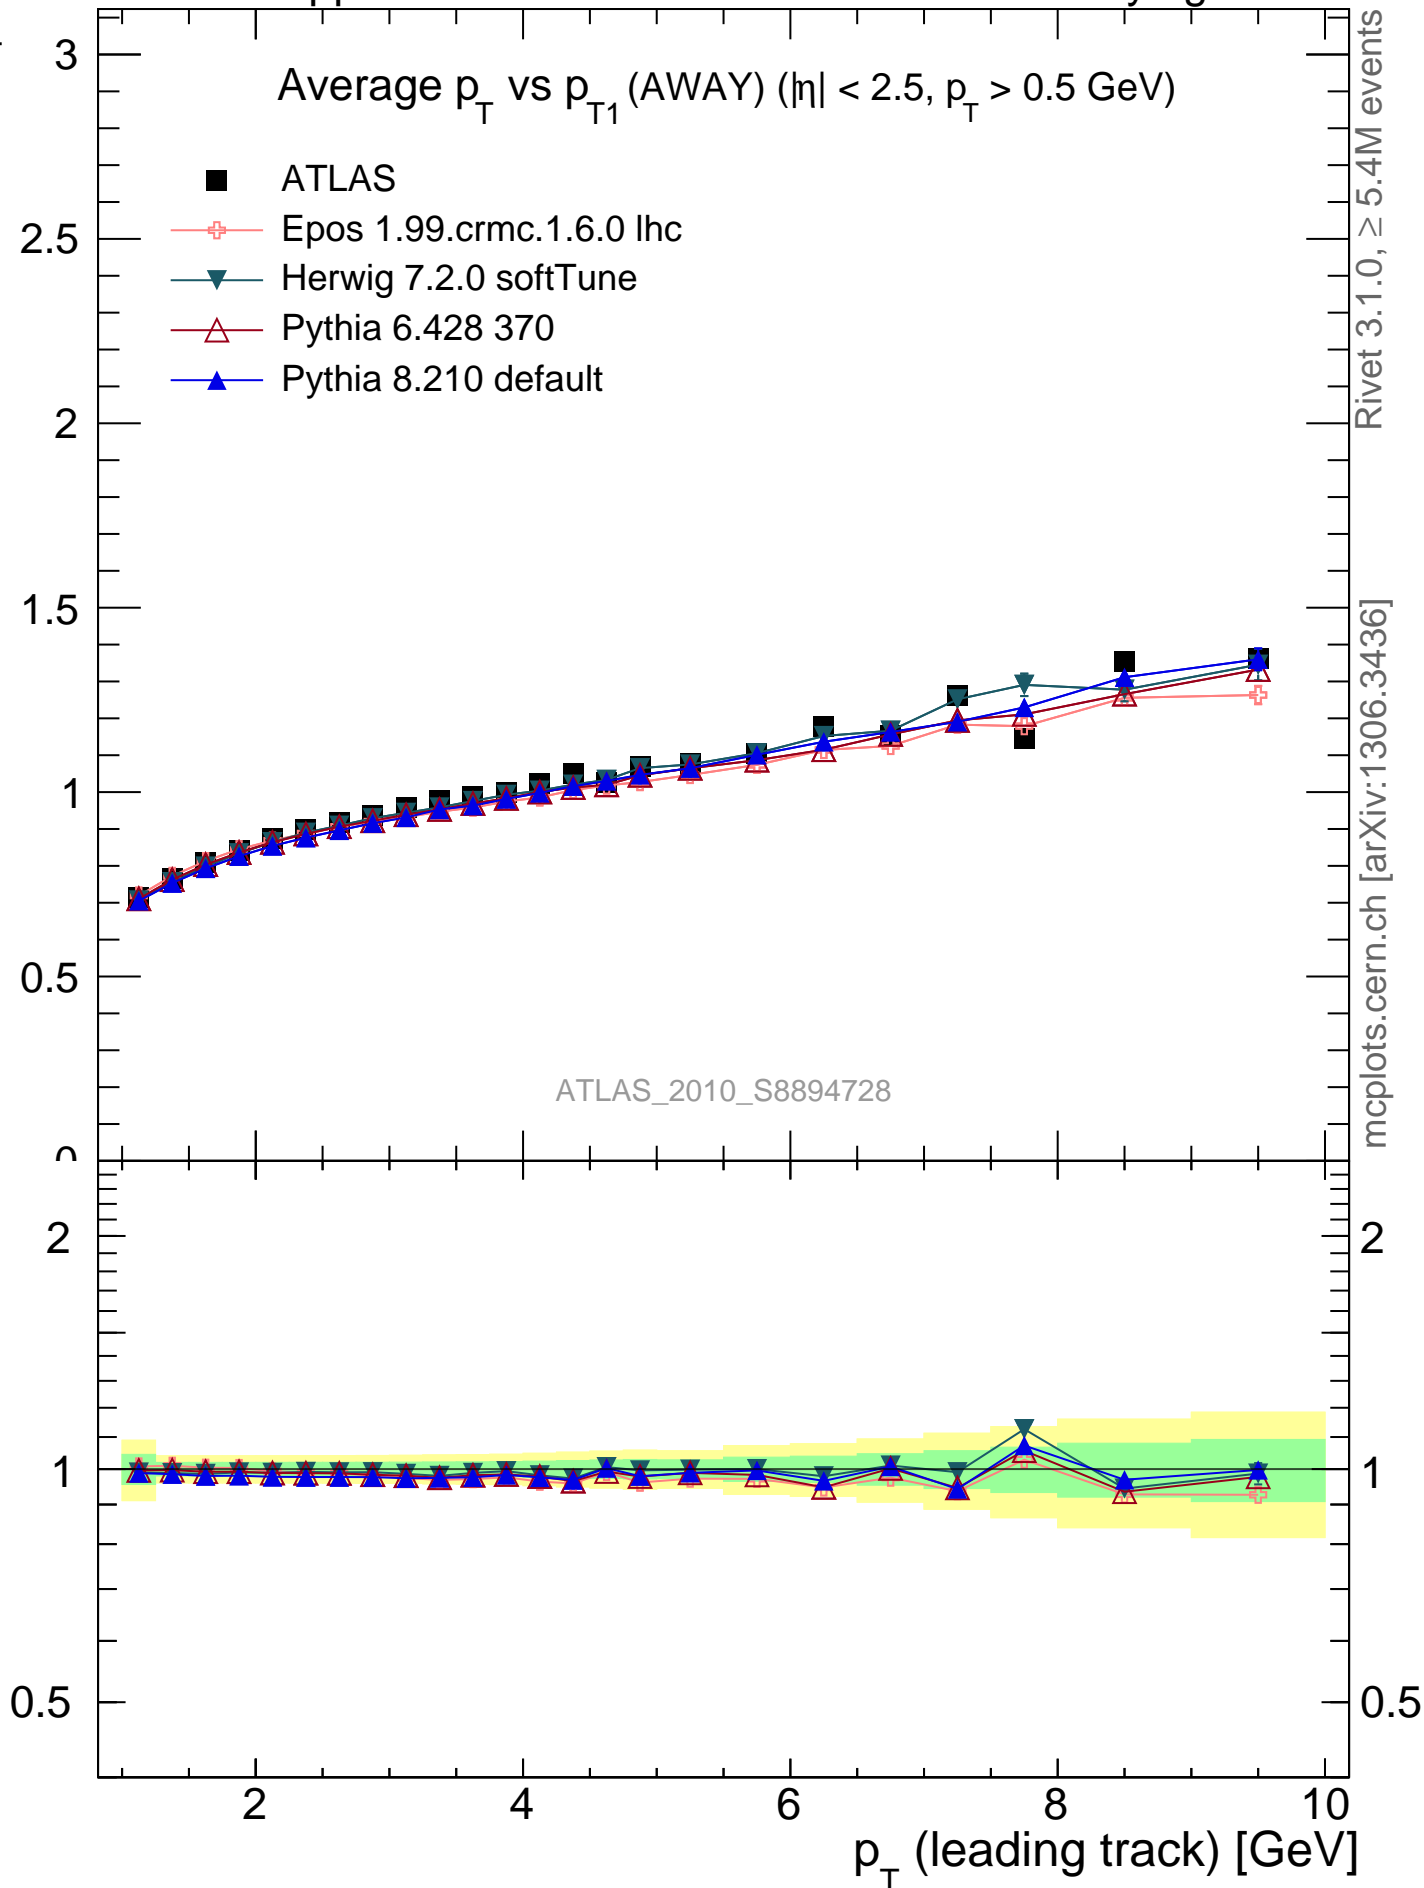 Average p_T vs p_T1 (AWAY) (|η| < 2.5, p_T > 0.5 GeV)
ATLAS
Epos 1.99.crmc.1.6.0 lhc
Herwig 7.2.0 softTune
Pythia 6.428 370
Pythia 8.210 default
3
2.5
2
1.5
1
0.5
0
ATLAS_2010_S8894728
Rivet 3.1.0, ≥ 5.4M events
mcplots.cern.ch [arXiv:1306.3436]
2
1
0.5
2
1
0.5
2 4 6 8 10
p_T (leading track) [GeV]